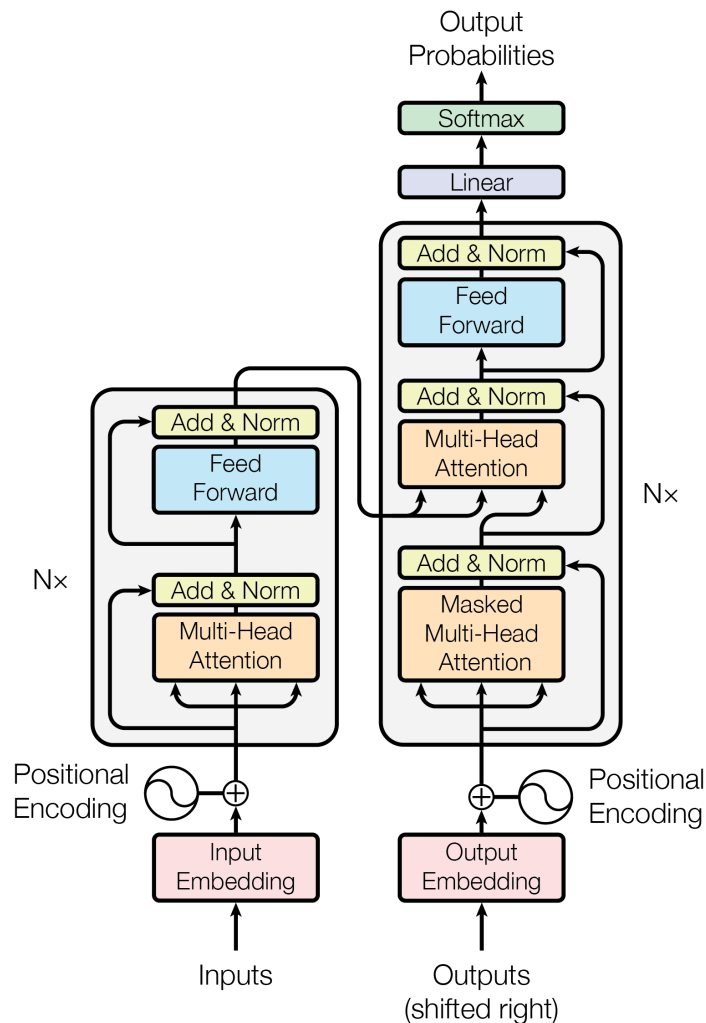 Output
Probabilities
Softmax
Linear
Add & Norm
Feed
Forward
Add & Norm
Multi-Head
Attention
Nx
Add & Norm
Masked
Multi-Head
Attention
Add & Norm
Feed
Forward
Nx
Add & Norm
Multi-Head
Attention
Positional
Encoding
Positional
Encoding
Input
Embedding
Output
Embedding
Inputs
Outputs
(shifted right)